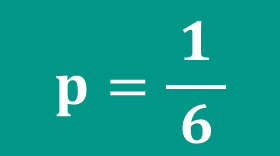 p = 1/6